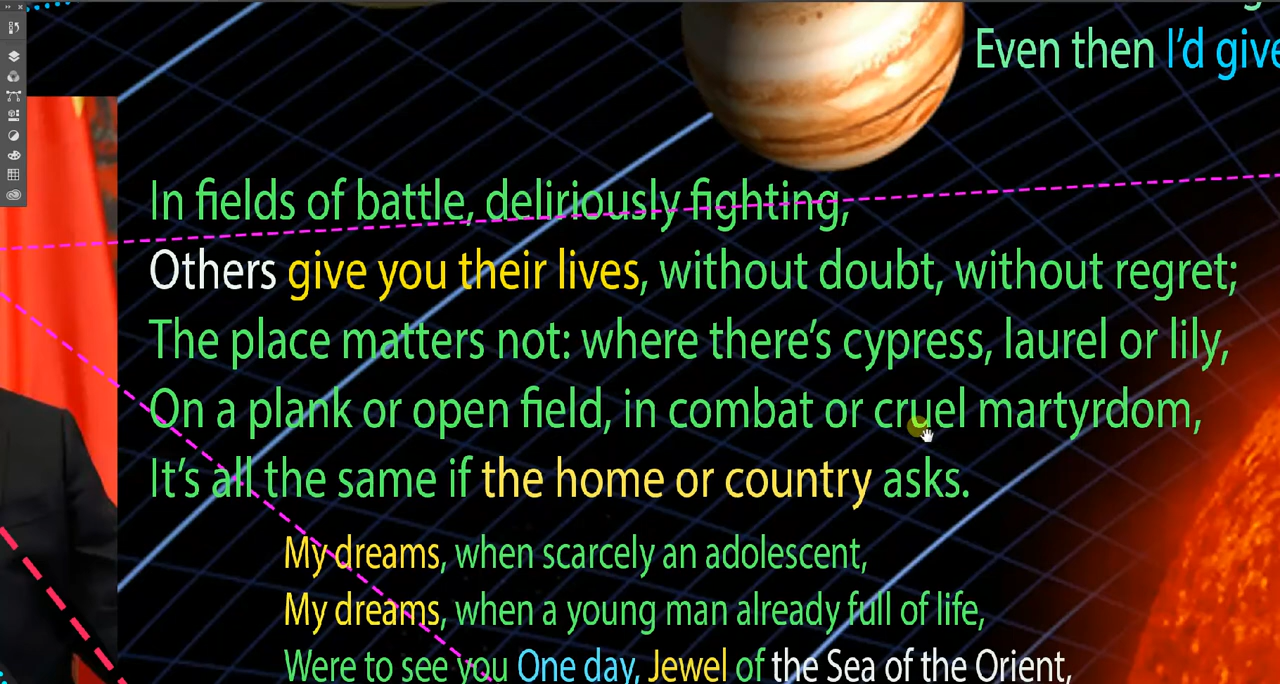 Even then I'd give
In fields of battle, deliriously fighting,
Others give you their lives, without doubt, without regret;
The place matters not: where there's cypress, laurel or lily,
On a plank or open field, in combat or cruel martyrdom,
It's all the same if the home or country asks.
My dreams, when scarcely an adolescent,
My dreams, when a young man already full of life,
Were to see you One day, Jewel of the Sea of the Orient,